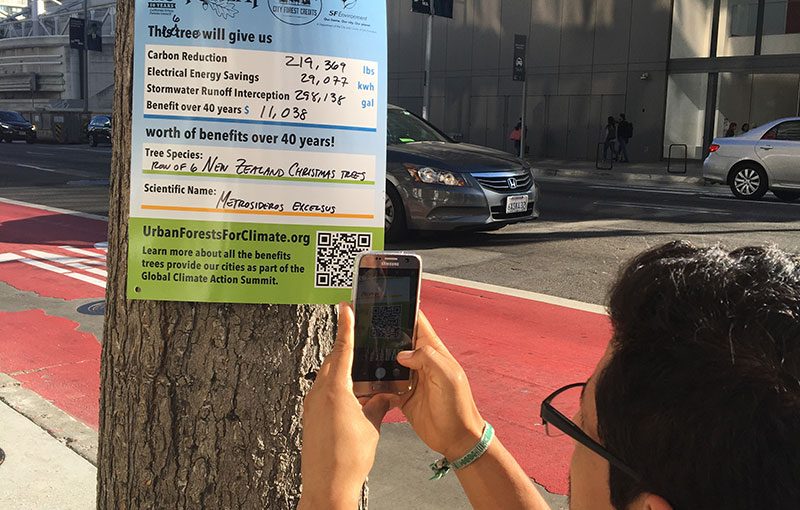 CITY FOREST CREDITS
SF Environment
6
This tree will give us
Carbon Reduction 219,369 lbs
Electrical Energy Savings 29,077 kwh
Stormwater Runoff Interception 298,138 gal
Benefit over 40 years $ 11,038
worth of benefits over 40 years!
Tree Species:
ROW OF 6 NEW ZEALAND CHRISTMAS TREES
Scientific Name: METROSIDEROS EXCELSUS
UrbanForestsForClimate.org
Learn more about all the benefits
trees provide our cities as part of the
Global Climate Action Summit.
SAMSUNG